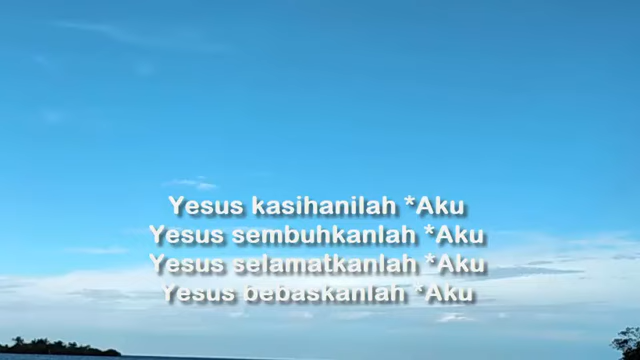 Yesus kasihanilah *Aku
Yesus sembuhkanlah *Aku
Yesus selamatkanlah *Aku
Yesus bebaskanlah *Aku